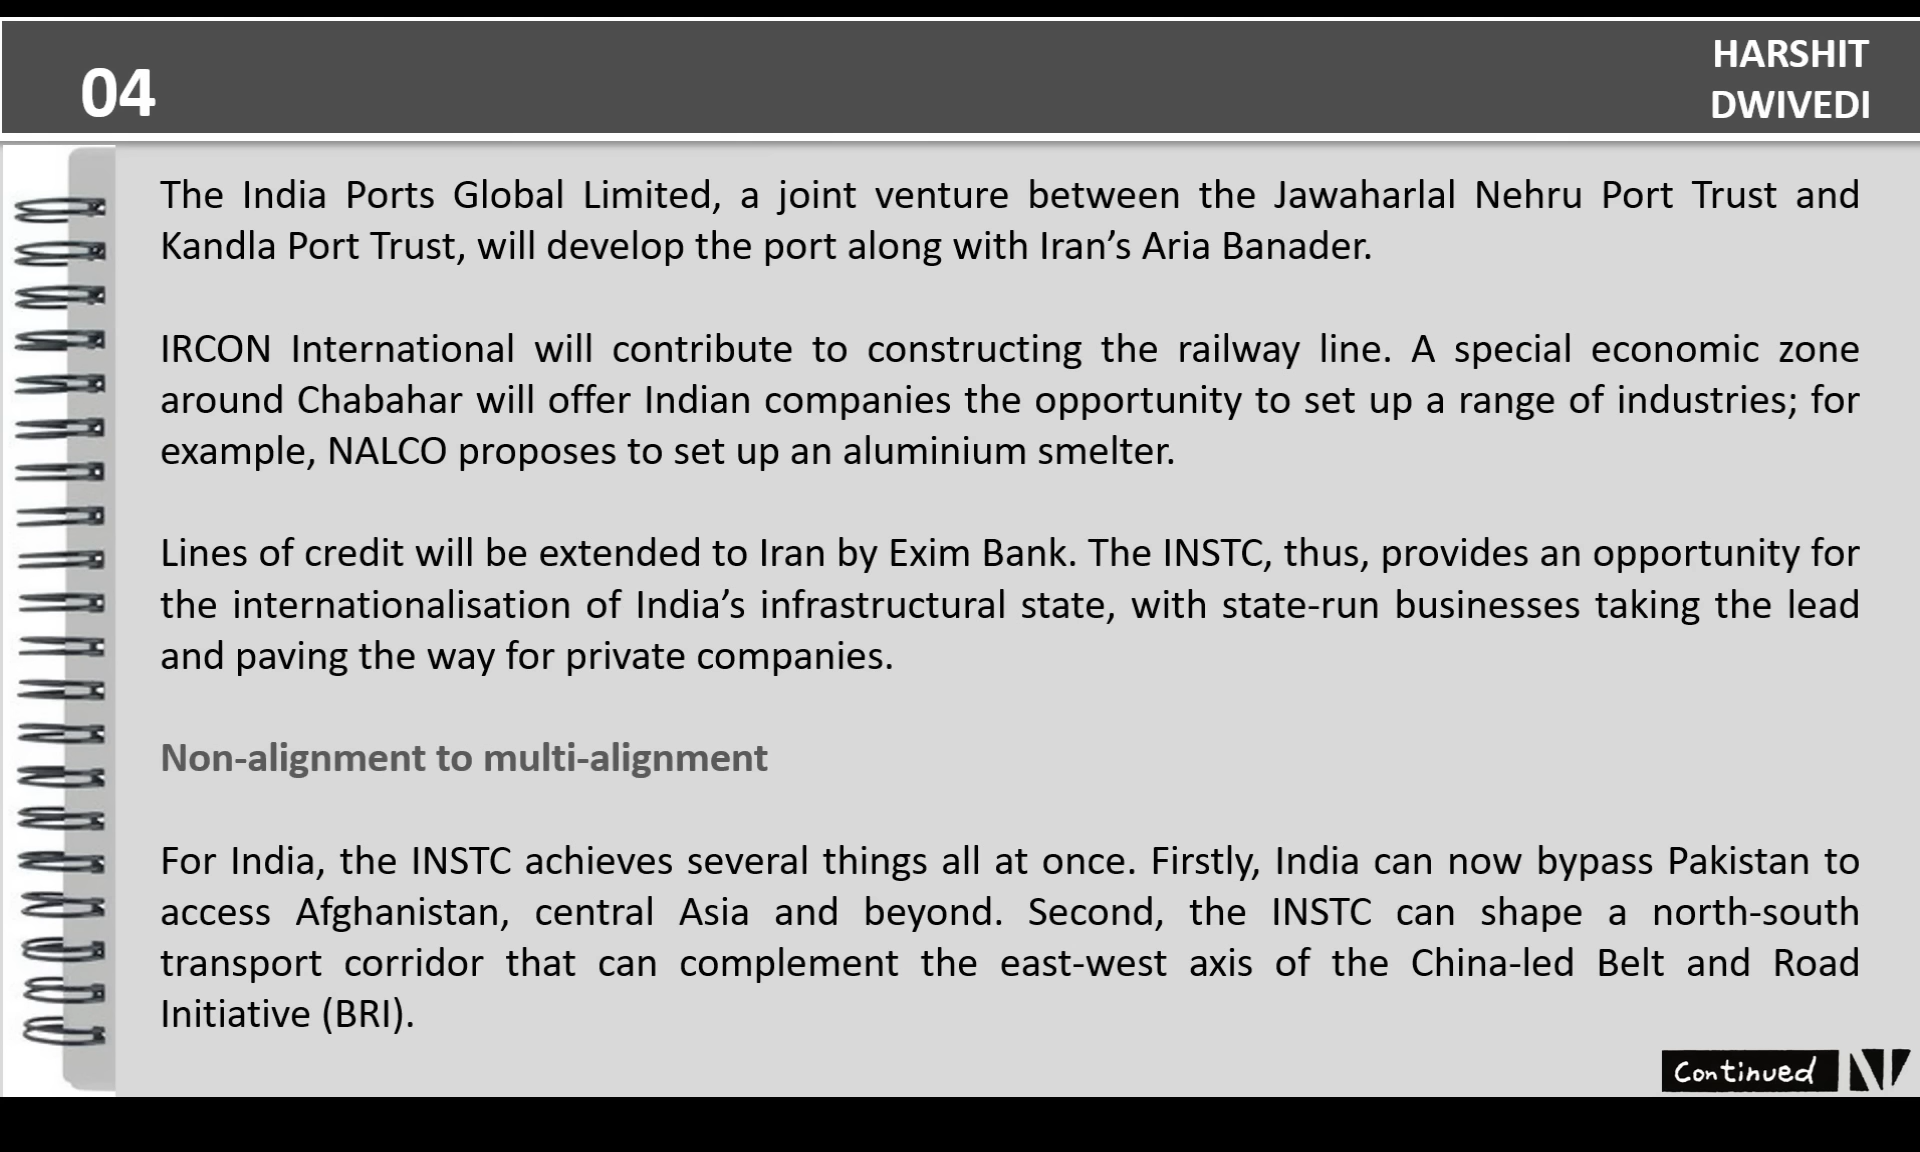 04
HARSHIT
DWIVEDI
The India Ports Global Limited, a joint venture between the Jawaharlal Nehru Port Trust and
Kandla Port Trust, will develop the port along with Iran’s Aria Banader.
IRCON International will contribute to constructing the railway line. A special economic zone
around Chabahar will offer Indian companies the opportunity to set up a range of industries; for
example, NALCO proposes to set up an aluminium smelter.
Lines of credit will be extended to Iran by Exim Bank. The INSTC, thus, provides an opportunity for
the internationalisation of India’s infrastructural state, with state-run businesses taking the lead
and paving the way for private companies.
Non-alignment to multi-alignment
For India, the INSTC achieves several things all at once. Firstly, India can now bypass Pakistan to
access Afghanistan, central Asia and beyond. Second, the INSTC can shape a north-south
transport corridor that can complement the east-west axis of the China-led Belt and Road
Initiative (BRI).
Continued